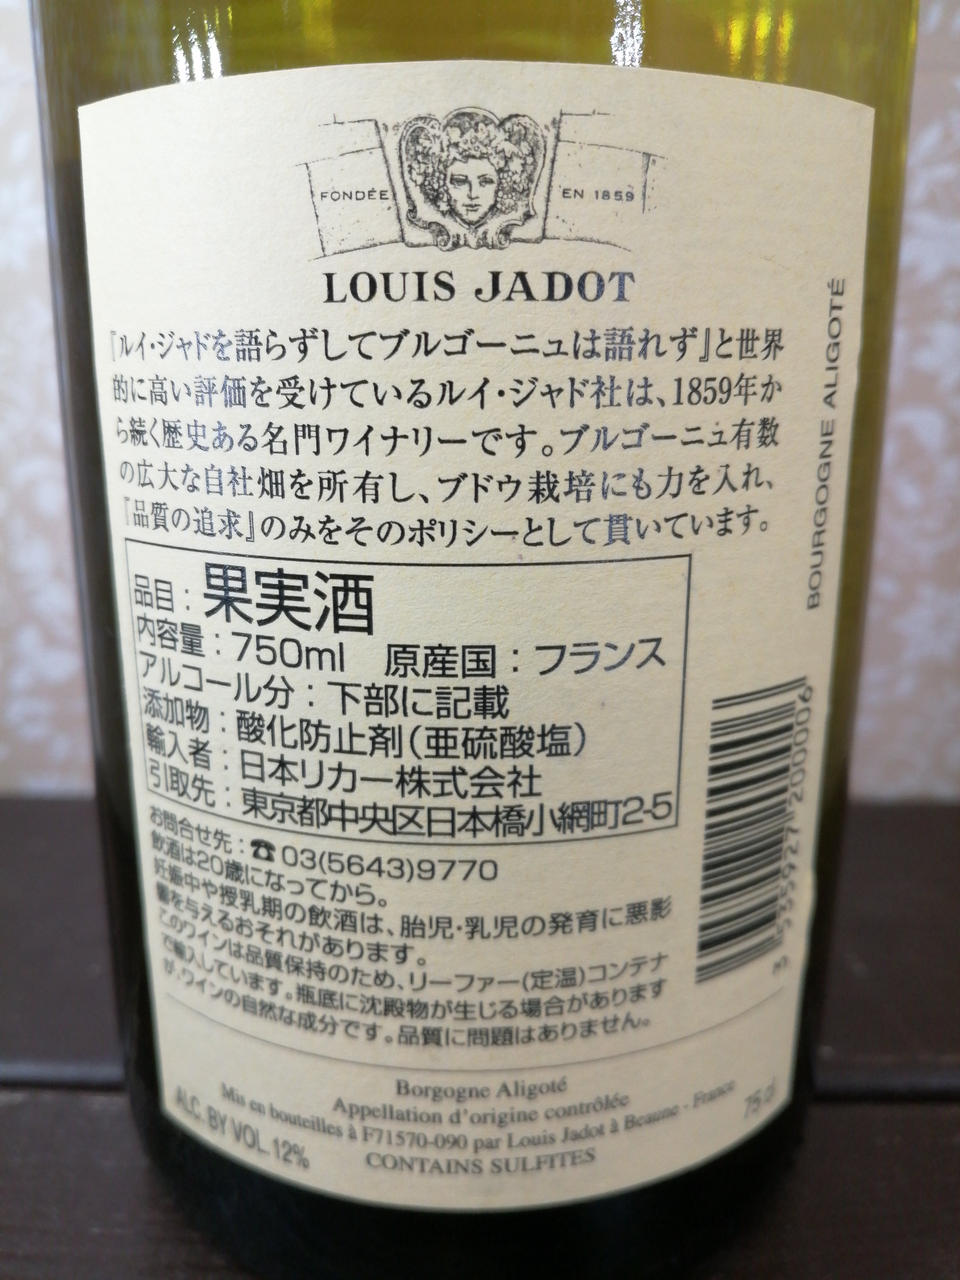 FONDÉE EN 1859
LOUIS JADOT
『ルイ・ジャドを語らずしてブルゴーニュは語れず』と世界
的に高い評価を受けているルイ・ジャド社は、1859年か
ら続く歴史ある名門ワイナリーです。ブルゴーニュ有数
の広大な自社畑を所有し、ブドウ栽培にも力を入れ、
『品質の追求』のみをそのポリシーとして貫いています。
品目：果実酒
内容量：750ml 原産国：フランス
アルコール分：下部に記載
添加物：酸化防止剤（亜硫酸塩）
輸入者：日本リカー株式会社
引取先：東京都中央区日本橋小網町2-5
お問合せ先：☎03(5643)9770
飲酒は20歳になってから。
妊娠中や授乳期の飲酒は、胎児・乳児の発育に悪影
響を与えるおそれがあります。
このワインは品質保持のため、リーファー(定温)コンテナ
で輸入しています。瓶底に沈殿物が生じる場合があります
が、ワインの自然な成分です。品質に問題はありません。
BOURGOGNE ALIGOTÉ
3 535927 200006
Borgogne Aligoté
Appellation d'origine contrôlée
Mis en bouteilles à F71570-090 par Louis Jadot à Beaune - France
ALC. BY VOL. 12%
75 cl
CONTAINS SULFITES